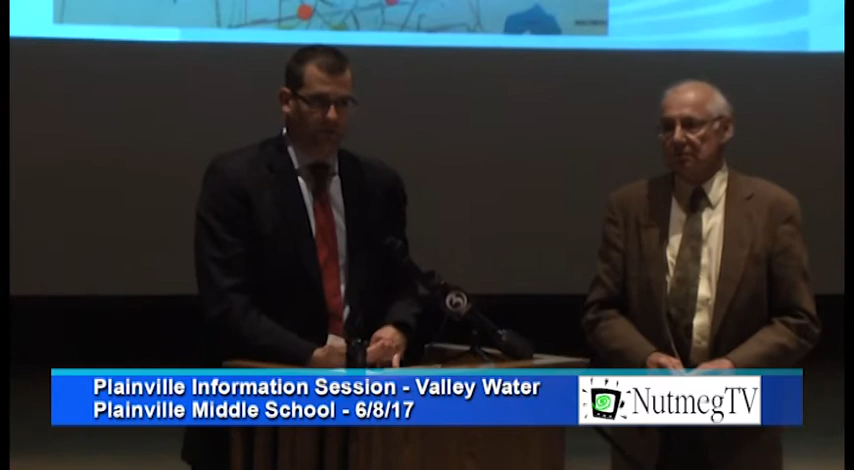 Plainville Information Session - Valley Water
Plainville Middle School - 6/8/17
NutmegTV